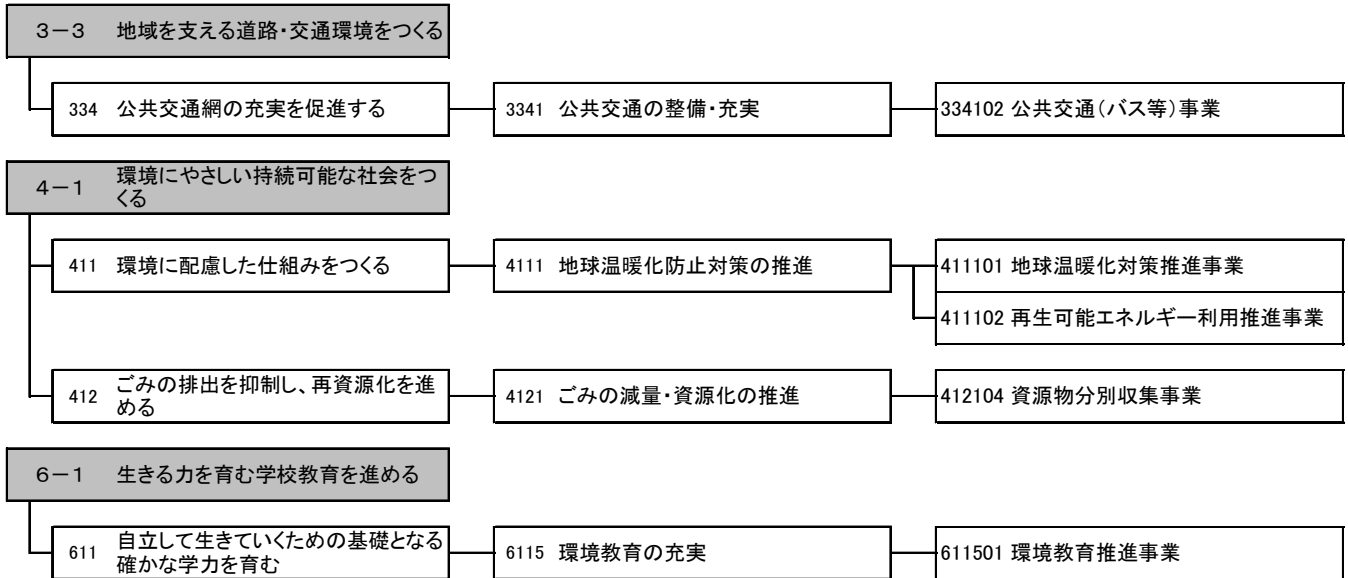 3－3 地域を支える道路・交通環境をつくる
334 公共交通網の充実を促進する
3341 公共交通の整備・充実
334102 公共交通(バス等)事業
4－1 環境にやさしい持続可能な社会をつ
くる
411 環境に配慮した仕組みをつくる
4111 地球温暖化防止対策の推進
411101 地球温暖化対策推進事業
411102 再生可能エネルギー利用推進事業
412 ごみの排出を抑制し、再資源化を進
める
4121 ごみの減量・資源化の推進
412104 資源物分別収集事業
6－1 生きる力を育む学校教育を進める
611 自立して生きていくための基礎となる
確かな学力を育む
6115 環境教育の充実
611501 環境教育推進事業